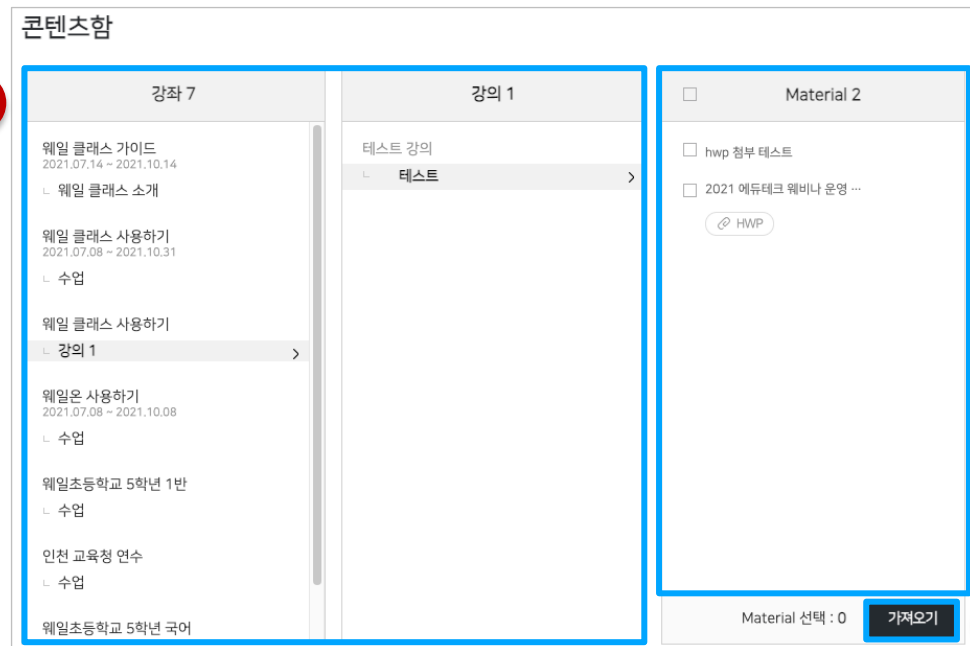 콘텐츠함
강좌 7
웨일 클래스 가이드
2021.07.14 ~ 2021.10.14
ㄴ 웨일 클래스 소개
웨일 클래스 사용하기
2021.07.08 ~ 2021.10.31
ㄴ 수업
웨일 클래스 사용하기
ㄴ 강의 1
웨일온 사용하기
2021.07.08 ~ 2021.10.08
ㄴ 수업
웨일초등학교 5학년 1반
ㄴ 수업
인천 교육청 연수
ㄴ 수업
웨일초등학교 5학년 국어
강의 1
테스트 강의
ㄴ 테스트
Material 2
hwp 첨부 테스트
2021 에듀테크 웨비나 운영 ···
HWP
Material 선택 : 0
가져오기